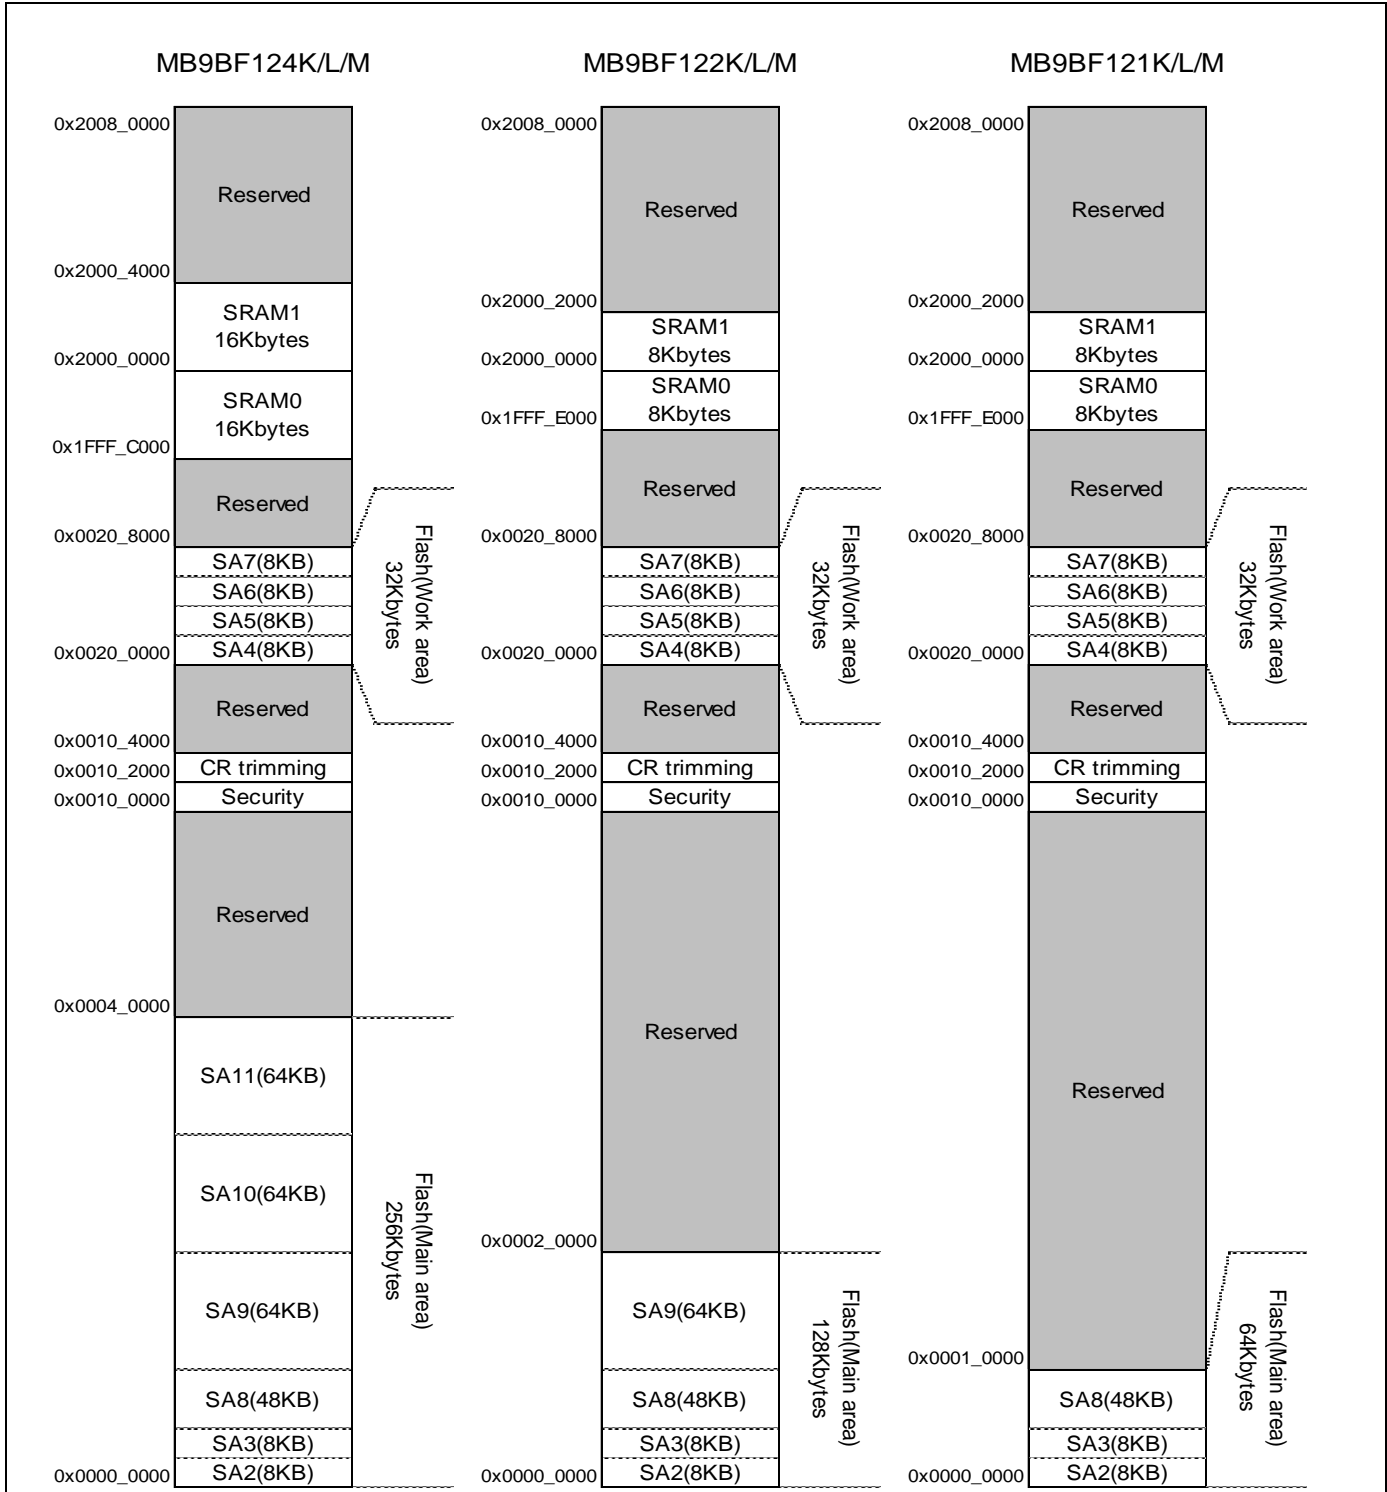 MB9BF124K/L/M
0x2008_0000
Reserved
0x2000_4000
SRAM1
16Kbytes
0x2000_0000
SRAM0
16Kbytes
0x1FFF_C000
Reserved
0x0020_8000
SA7(8KB)
SA6(8KB)
SA5(8KB)
SA4(8KB)
0x0020_0000
Flash(Work area)
32Kbytes
Reserved
0x0010_4000
CR trimming
0x0010_2000
Security
0x0010_0000
Reserved
0x0004_0000
SA11(64KB)
SA10(64KB)
SA9(64KB)
SA8(48KB)
SA3(8KB)
SA2(8KB)
0x0000_0000
Flash(Main area)
256Kbytes
MB9BF122K/L/M
0x2008_0000
Reserved
0x2000_2000
SRAM1
8Kbytes
0x2000_0000
SRAM0
8Kbytes
0x1FFF_E000
Reserved
0x0020_8000
SA7(8KB)
SA6(8KB)
SA5(8KB)
SA4(8KB)
0x0020_0000
Flash(Work area)
32Kbytes
Reserved
0x0010_4000
CR trimming
0x0010_2000
Security
0x0010_0000
Reserved
0x0002_0000
SA9(64KB)
SA8(48KB)
SA3(8KB)
SA2(8KB)
0x0000_0000
Flash(Main area)
128Kbytes
MB9BF121K/L/M
0x2008_0000
Reserved
0x2000_2000
SRAM1
8Kbytes
0x2000_0000
SRAM0
8Kbytes
0x1FFF_E000
Reserved
0x0020_8000
SA7(8KB)
SA6(8KB)
SA5(8KB)
SA4(8KB)
0x0020_0000
Flash(Work area)
32Kbytes
Reserved
0x0010_4000
CR trimming
0x0010_2000
Security
0x0010_0000
Reserved
0x0001_0000
SA8(48KB)
SA3(8KB)
SA2(8KB)
0x0000_0000
Flash(Main area)
64Kbytes